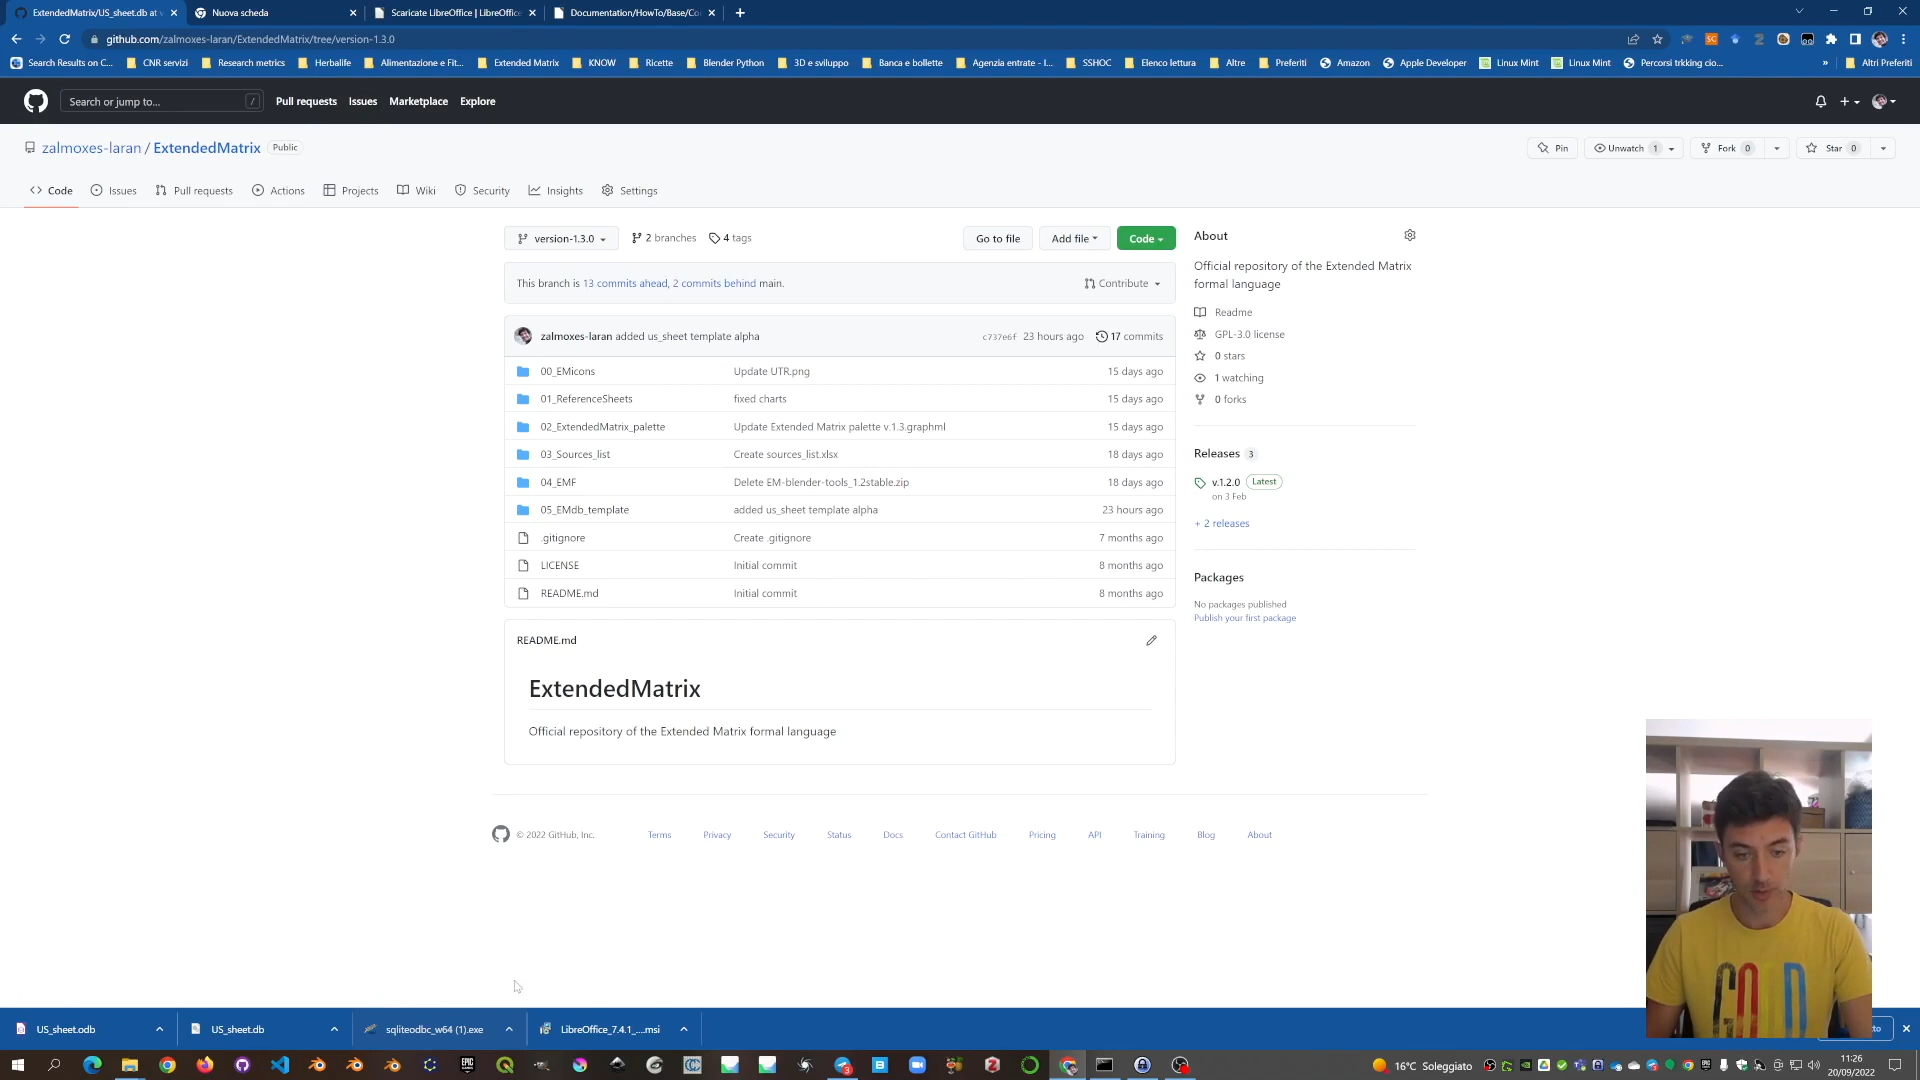 ExtendedMatrix/US_sheet.db at v
Nuova scheda
Scaricate LibreOffice | LibreOffice
Documentation/HowTo/Base/Co
github.com/zalmoxes-laran/ExtendedMatrix/tree/version-1.3.0
Search Results on C...
CNR servizi
Research metrics
Herbalife
Alimentazione e Fit...
Extended Matrix
KNOW
Ricette
Blender Python
3D e sviluppo
Banca e bollette
Agenzia entrate - I...
SSHOC
Elenco lettura
Altre
Preferiti
Amazon
Apple Developer
Linux Mint
Linux Mint
Percorsi trkking cio...
»
Altri Preferiti
Search or jump to...
/
Pull requests
Issues
Marketplace
Explore
zalmoxes-laran / ExtendedMatrix
Public
Pin
Unwatch 1
Fork 0
Star 0
Code
Issues
Pull requests
Actions
Projects
Wiki
Security
Insights
Settings
version-1.3.0
2 branches
4 tags
Go to file
Add file
Code
This branch is 13 commits ahead, 2 commits behind main.
Contribute
zalmoxes-laran added us_sheet template alpha
c737e6f 23 hours ago
17 commits
00_EMicons
Update UTR.png
15 days ago
01_ReferenceSheets
fixed charts
15 days ago
02_ExtendedMatrix_palette
Update Extended Matrix palette v.1.3.graphml
15 days ago
03_Sources_list
Create sources_list.xlsx
18 days ago
04_EMF
Delete EM-blender-tools_1.2stable.zip
18 days ago
05_EMdb_template
added us_sheet template alpha
23 hours ago
.gitignore
Create .gitignore
7 months ago
LICENSE
Initial commit
8 months ago
README.md
Initial commit
8 months ago
README.md
ExtendedMatrix
Official repository of the Extended Matrix formal language
About
Official repository of the Extended Matrix
formal language
Readme
GPL-3.0 license
0 stars
1 watching
0 forks
Releases 3
v.1.2.0 Latest
on 3 Feb
+ 2 releases
Packages
No packages published
Publish your first package
© 2022 GitHub, Inc.
Terms
Privacy
Security
Status
Docs
Contact GitHub
Pricing
API
Training
Blog
About
GOLD
US_sheet.odb
US_sheet.db
sqliteodbc_w64 (1).exe
LibreOffice_7.4.1_....msi
16°C Soleggiato
11:26
20/09/2022